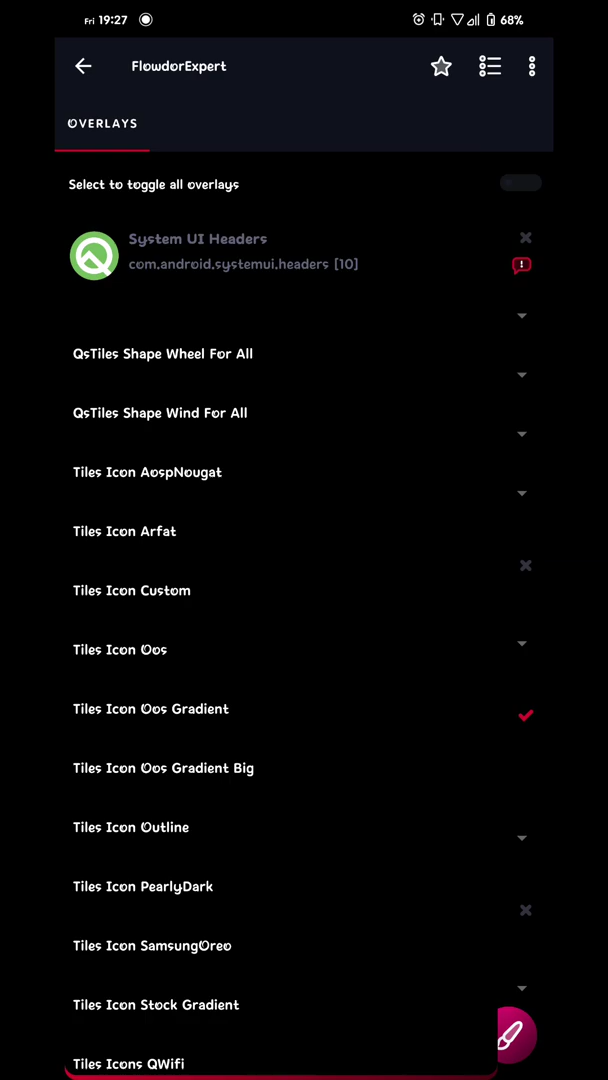 Fri 19:27
68%
FlowdorExpert
OVERLAYS
Select to toggle all overlays
System UI Headers
com.android.systemui.headers [10]
QsTiles Shape Wheel For All
QsTiles Shape Wind For All
Tiles Icon AospNougat
Tiles Icon Arfat
Tiles Icon Custom
Tiles Icon Oos
Tiles Icon Oos Gradient
Tiles Icon Oos Gradient Big
Tiles Icon Outline
Tiles Icon PearlyDark
Tiles Icon SamsungOreo
Tiles Icon Stock Gradient
Tiles Icons QWifi